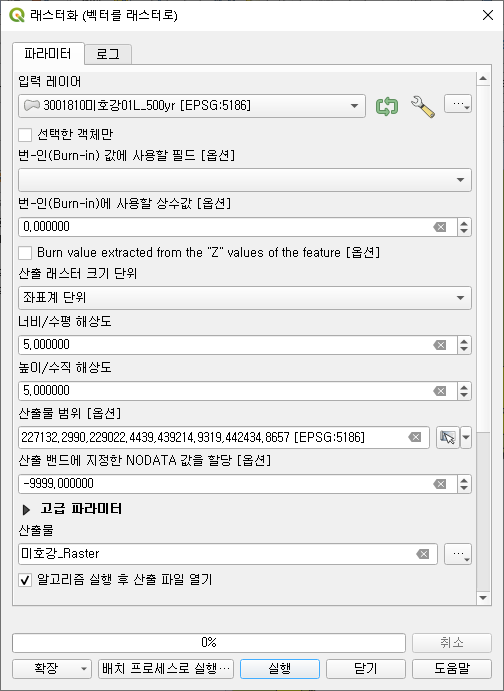 래스터화 (벡터를 래스터로)
파라미터 로그
입력 레이어
3001810미호강01L_500yr [EPSG:5186]
선택한 객체만
번-인(Burn-in) 값에 사용할 필드 [옵션]
번-인(Burn-in)에 사용할 상수값 [옵션]
0,000000
Burn value extracted from the "Z" values of the feature [옵션]
산출 래스터 크기 단위
좌표계 단위
너비/수평 해상도
5,000000
높이/수직 해상도
5,000000
산출물 범위 [옵션]
227132,2990,229022,4439,439214,9319,442434,8657 [EPSG:5186]
산출 밴드에 지정한 NODATA 값을 할당 [옵션]
-9999,000000
고급 파라미터
산출물
미호강_Raster
알고리즘 실행 후 산출 파일 열기
0% 취소
확장 배치 프로세스로 실행… 실행 닫기 도움말